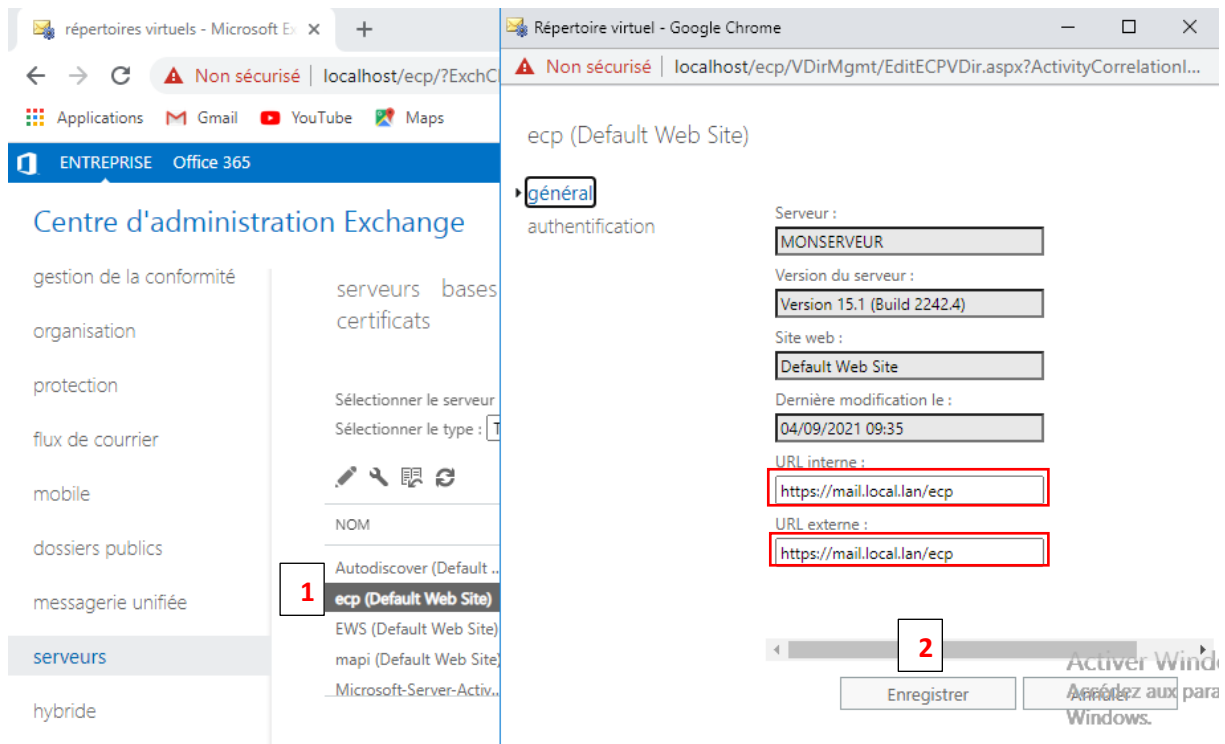 répertoires virtuels - Microsoft Ex
Non sécurisé | localhost/ecp/?ExchCl
Applications Gmail YouTube Maps
ENTREPRISE Office 365
Centre d'administration Exchange
gestion de la conformité
organisation
protection
flux de courrier
mobile
dossiers publics
messagerie unifiée
serveurs
hybride
serveurs bases
certificats
Sélectionner le serveur
Sélectionner le type : T
NOM
Autodiscover (Default ...
1
ecp (Default Web Site)
EWS (Default Web Site)
mapi (Default Web Site)
Microsoft-Server-Activ...
Répertoire virtuel - Google Chrome
Non sécurisé | localhost/ecp/VDirMgmt/EditECPVDir.aspx?ActivityCorrelationI...
ecp (Default Web Site)
général
authentification
Serveur :
MONSERVEUR
Version du serveur :
Version 15.1 (Build 2242.4)
Site web :
Default Web Site
Dernière modification le :
04/09/2021 09:35
URL interne :
https://mail.local.lan/ecp
URL externe :
https://mail.local.lan/ecp
2
Enregistrer
Annuler
Activer Windo
Accédez aux para
Windows.